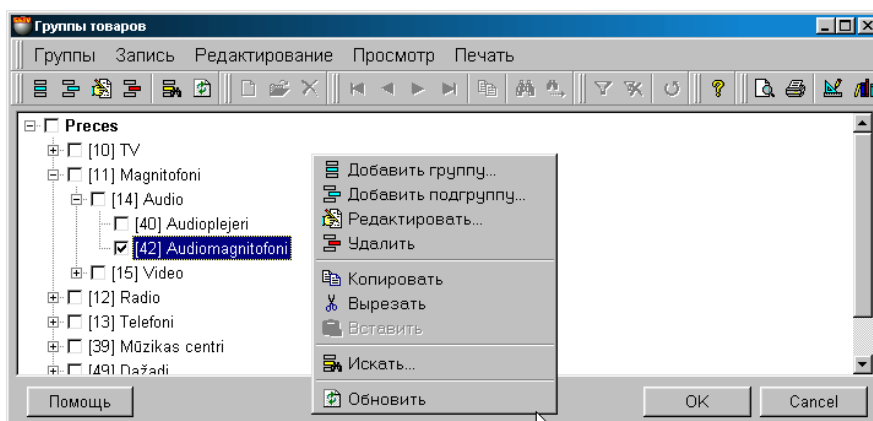 Группы товаров
Группы Запись Редактирование Просмотр Печать
Preces
[10] TV
[11] Magnitofoni
[14] Audio
[40] Audioplejeri
[42] Audiomagnitofoni
[15] Video
[12] Radio
[13] Telefoni
[39] Mūzikas centri
[49] Dažadi
Добавить группу...
Добавить подгруппу...
Редактировать...
Удалить
Копировать
Вырезать
Вставить
Искать...
Обновить
Помощь OK Cancel